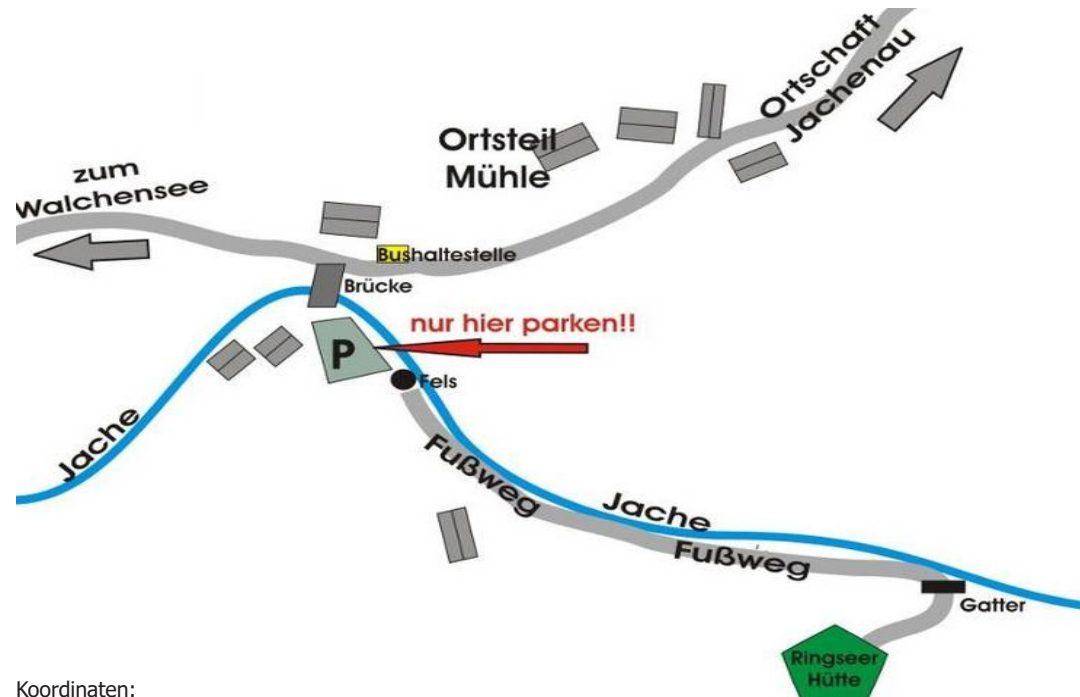 Ortschaft
Jachenau
Ortsteil
Mühle
zum
Walchensee
Bushaltestelle
Brücke
nur hier parken!!
P
Fels
Jache
Fußweg
Jache
Fußweg
Gatter
Ringseer
Hütte
Koordinaten: